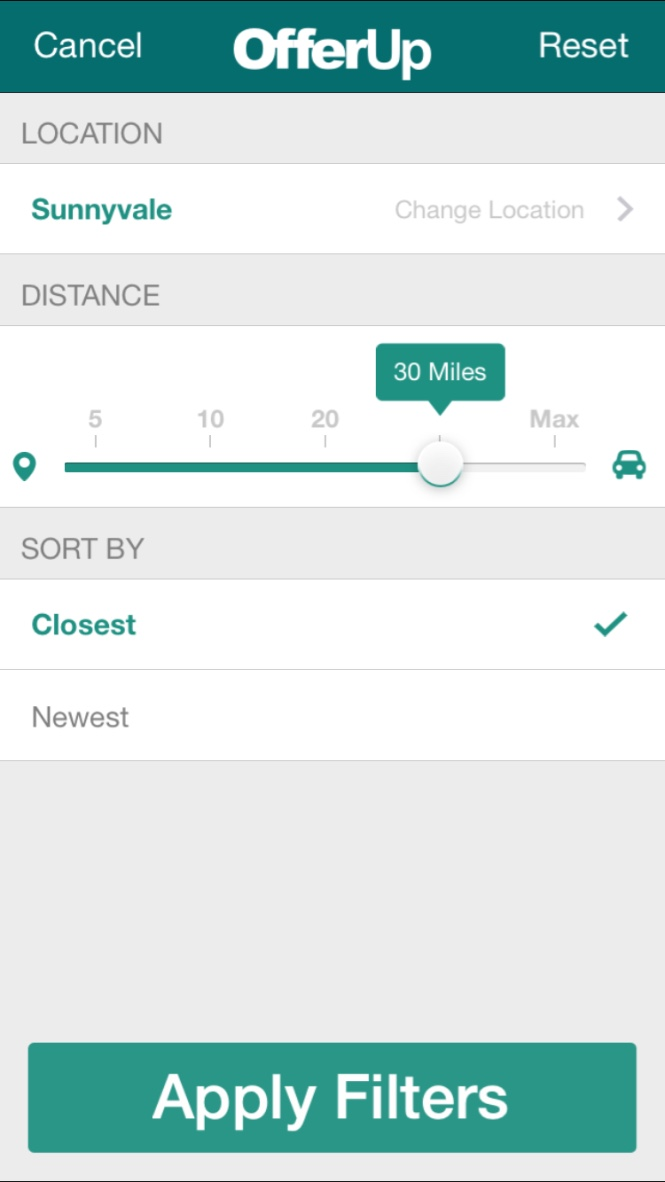 Cancel OfferUp Reset
LOCATION
Sunnyvale Change Location
DISTANCE
30 Miles
5 10 20 Max
SORT BY
Closest
Newest
Apply Filters